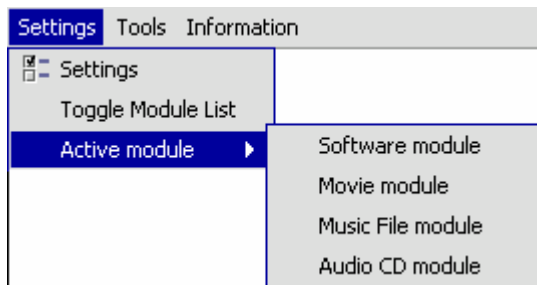 Settings Tools Information
Settings
Toggle Module List
Active module
Software module
Movie module
Music File module
Audio CD module